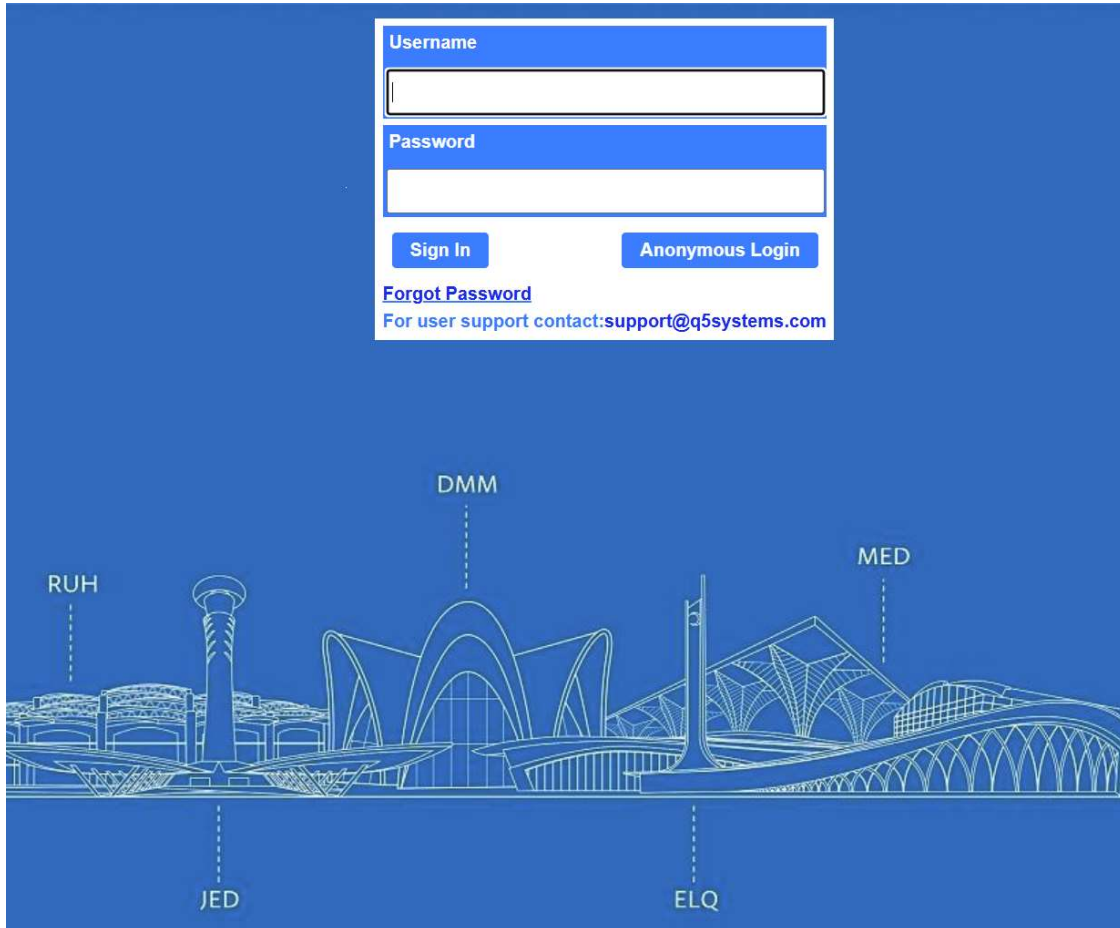 Username
Password
Sign In Anonymous Login
Forgot Password
For user support contact:support@q5systems.com
DMM
MED
RUH
JED
ELQ